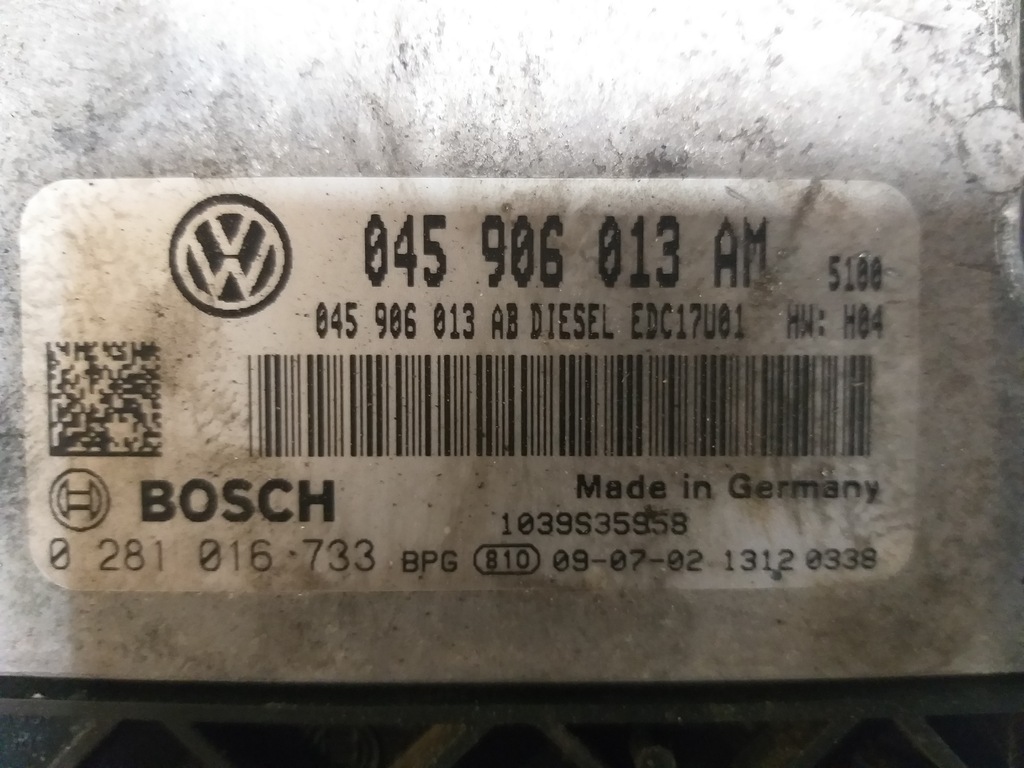 045 906 013 AM 5100
045 906 013 AB DIESEL EDC17U01 HW: H04
BOSCH
Made in Germany
1039S35958
0 281 016 733 BPG 810 09-07-02 1312 0338